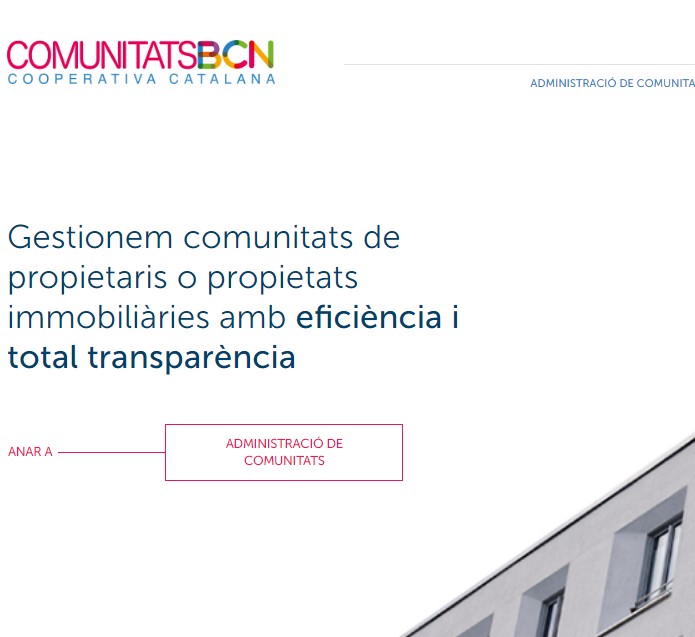 COMUNITATSBCN
COOPERATIVA CATALANA
ADMINISTRACIÓ DE
Gestionem comunitats de
propietaris o propietats
immobiliàries amb eficiència i
total transparència
ANAR A
ADMINISTRACIÓ DE
COMUNITATS